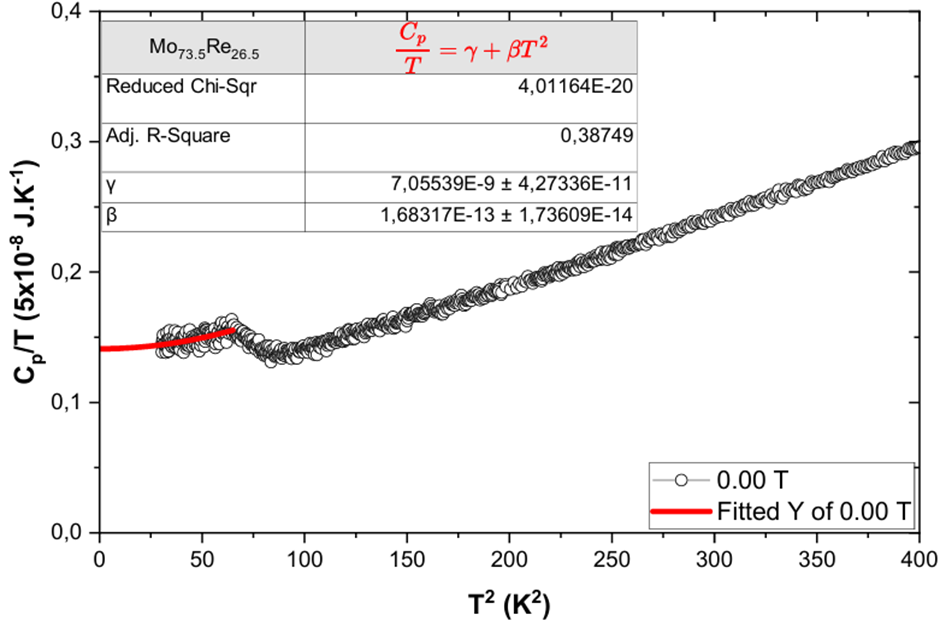 0,4
Mo73.5Re26.5
Cp/T = γ + βT²
Reduced Chi-Sqr
4,01164E-20
Adj. R-Square
0,38749
γ
7,05539E-9 ± 4,27336E-11
β
1,68317E-13 ± 1,73609E-14
0,3
0,2
0,1
0,0
Cp/T (5x10⁻⁸ J.K⁻¹)
0.00 T
Fitted Y of 0.00 T
0 50 100 150 200 250 300 350 400
T² (K²)